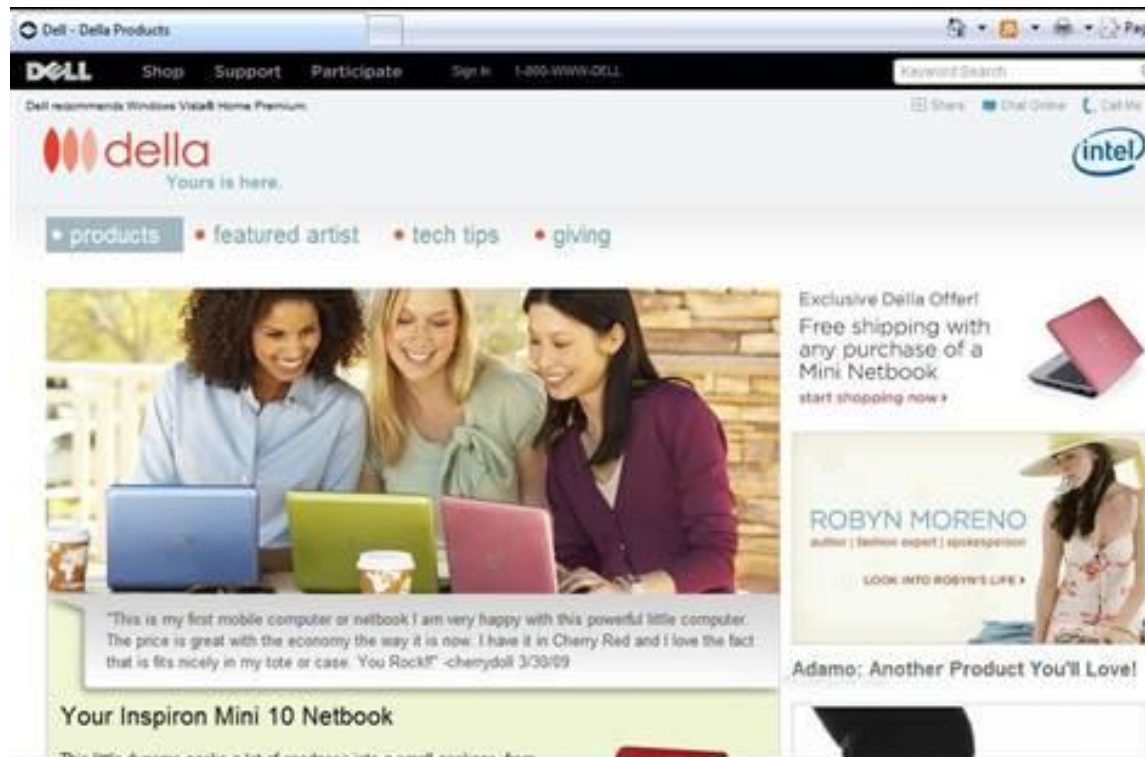 Dell - Della Products
Pag
DELL Shop Support Participate Sign In 1-800-WWW-DELL Keyword Search
Dell recommends Windows Vista® Home Premium. Share Chat Online Call Me
della
Yours is here.
intel
• products • featured artist • tech tips • giving
Exclusive Della Offer!
Free shipping with
any purchase of a
Mini Netbook
start shopping now
ROBYN MORENO
author | fashion expert | spokesperson
LOOK INTO ROBYN'S LIFE
"This is my first mobile computer or netbook I am very happy with this powerful little computer.
The price is great with the economy the way it is now. I have it in Cherry Red and I love the fact
that is fits nicely in my tote or case. You Rock!!" -cherrydoll 3/30/09
Adamo: Another Product You'll Love!
Your Inspiron Mini 10 Netbook